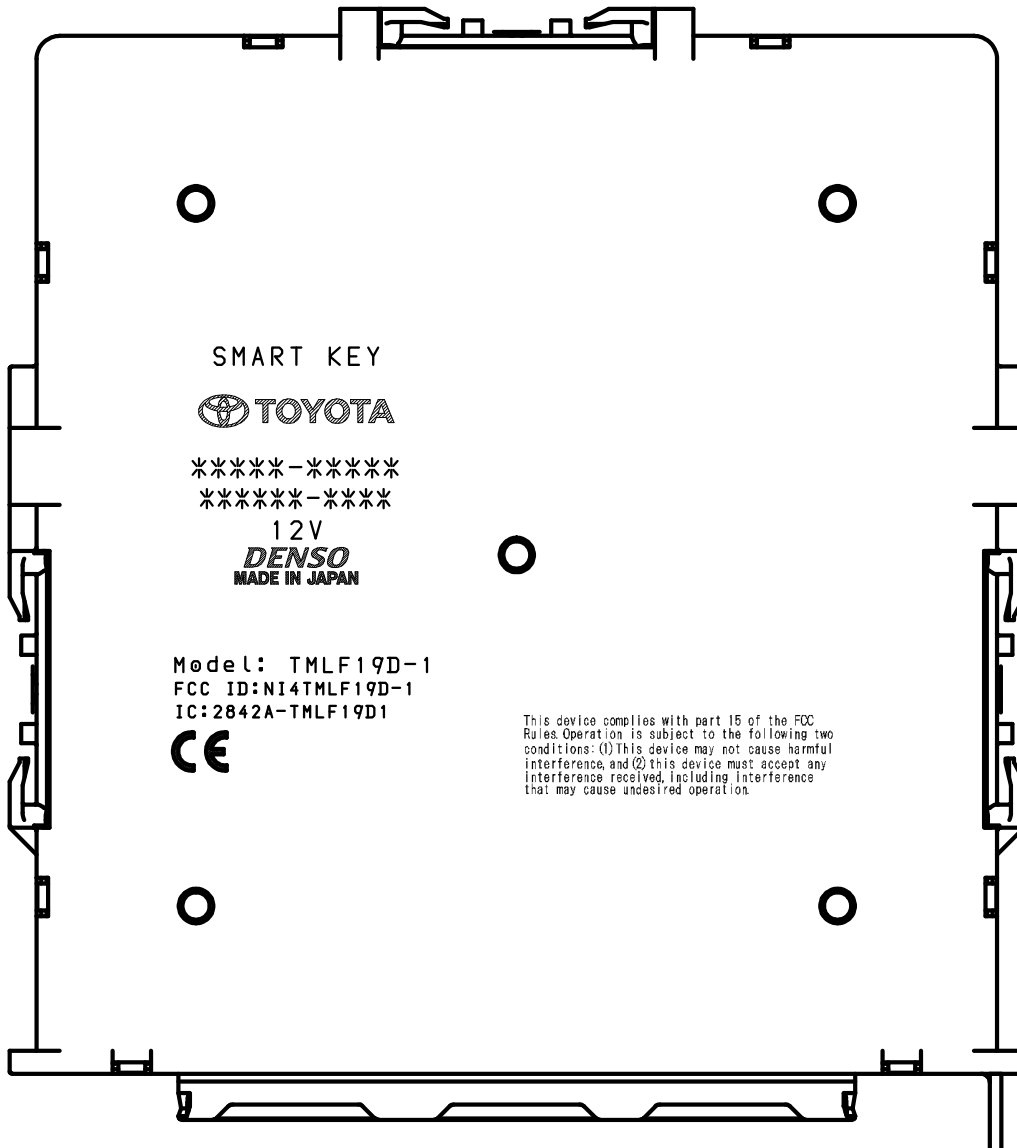 SMART KEY
TOYOTA
*****-*****
******-****
12V
DENSO
MADE IN JAPAN
Model: TMLF19D-1
FCC ID:NI4TMLF19D-1
IC:2842A-TMLF19D1
CE
This device complies with part 15 of the FCC
Rules. Operation is subject to the following two
conditions: (1) This device may not cause harmful
interference, and (2) this device must accept any
interference received, including interference
that may cause undesired operation.